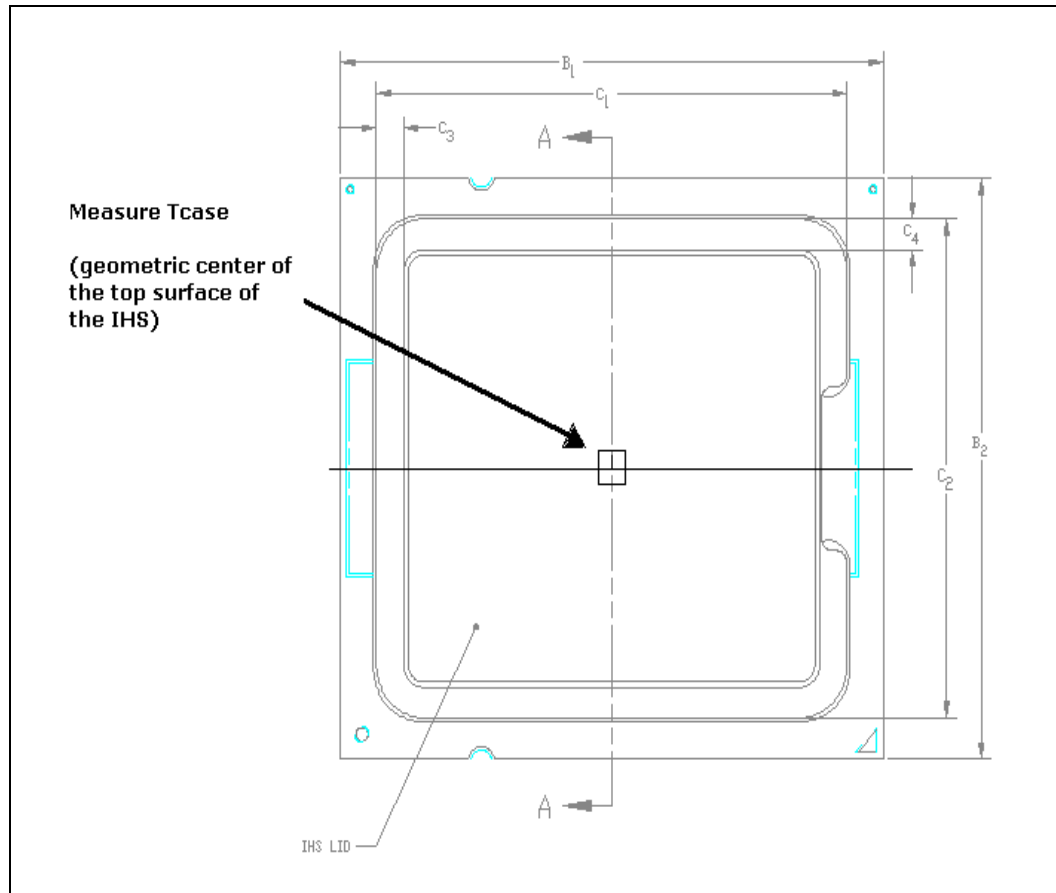 B1
C1
C3
A
Measure Tcase
(geometric center of
the top surface of
the IHS)
C4
B2
C2
A
IHS LID